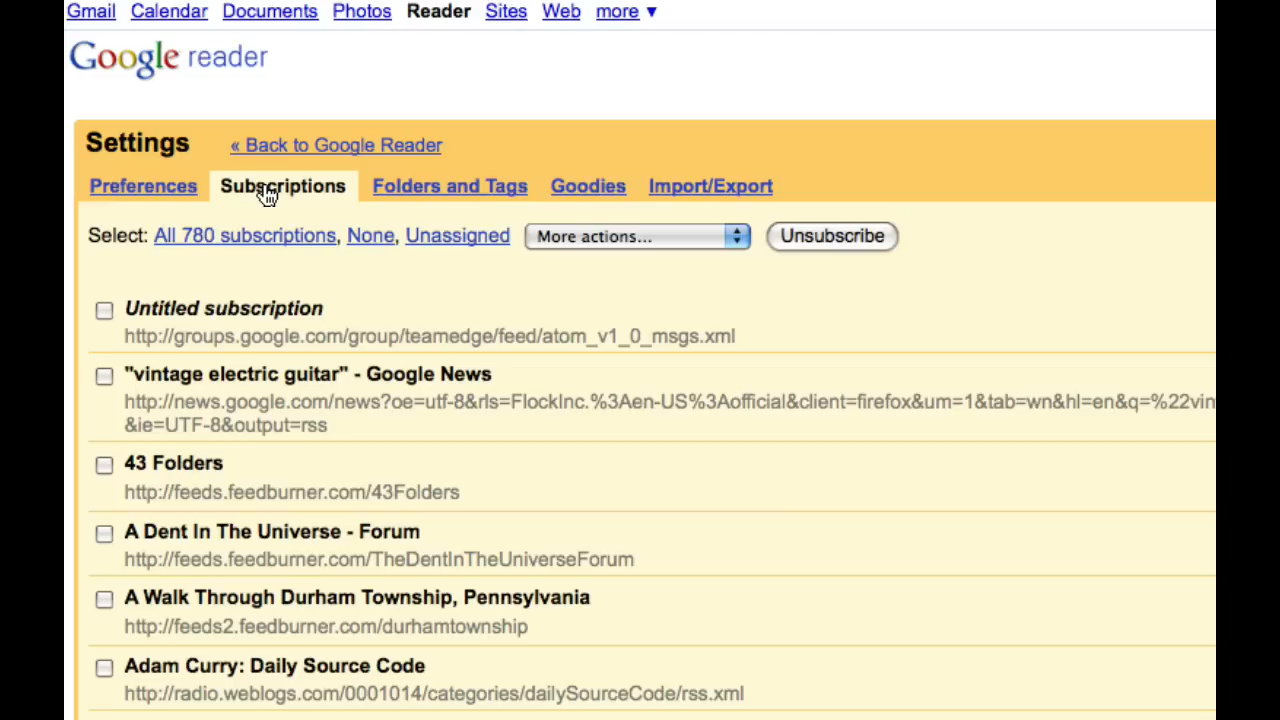 Gmail Calendar Documents Photos Reader Sites Web more ▼
Google reader
Settings « Back to Google Reader
Preferences Subscriptions Folders and Tags Goodies Import/Export
Select: All 780 subscriptions, None, Unassigned More actions... Unsubscribe
Untitled subscription
http://groups.google.com/group/teamedge/feed/atom_v1_0_msgs.xml
"vintage electric guitar" - Google News
http://news.google.com/news?oe=utf-8&rls=FlockInc.%3Aen-US%3Aofficial&client=firefox&um=1&tab=wn&hl=en&q=%22vin
&ie=UTF-8&output=rss
43 Folders
http://feeds.feedburner.com/43Folders
A Dent In The Universe - Forum
http://feeds.feedburner.com/TheDentInTheUniverseForum
A Walk Through Durham Township, Pennsylvania
http://feeds2.feedburner.com/durhamtownship
Adam Curry: Daily Source Code
http://radio.weblogs.com/0001014/categories/dailySourceCode/rss.xml